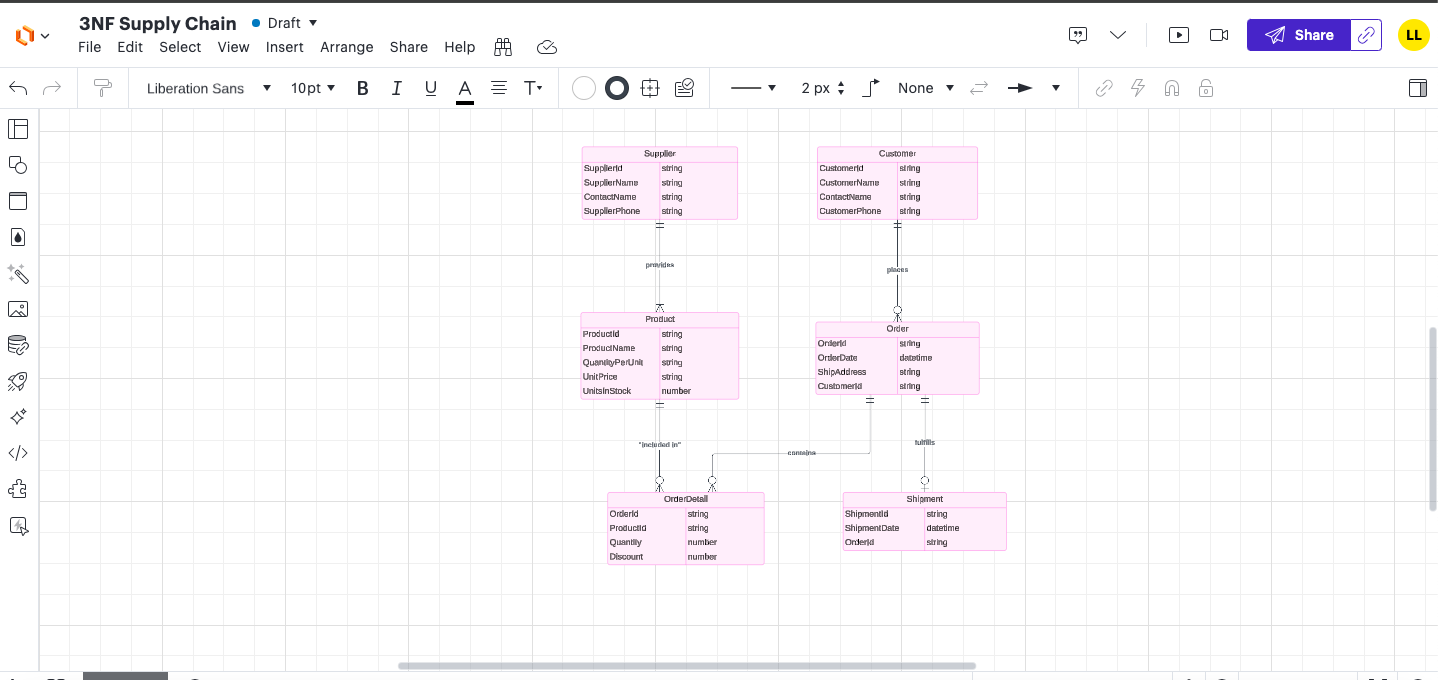 3NF Supply Chain
Draft
File Edit Select View Insert Arrange Share Help
Share
LL
Liberation Sans
10pt
B I U A T
2 px
None
Supplier
SupplierId string
SupplierName string
ContactName string
SupplierPhone string
Customer
CustomerId string
CustomerName string
ContactName string
CustomerPhone string
provides
places
Product
ProductId string
ProductName string
QuantityPerUnit string
UnitPrice string
UnitsInStock number
Order
OrderId string
OrderDate datetime
ShipAddress string
CustomerId string
"included in"
contains
fulfills
OrderDetail
OrderId string
ProductId string
Quantity number
Discount number
Shipment
ShipmentId string
ShipmentDate datetime
OrderId string